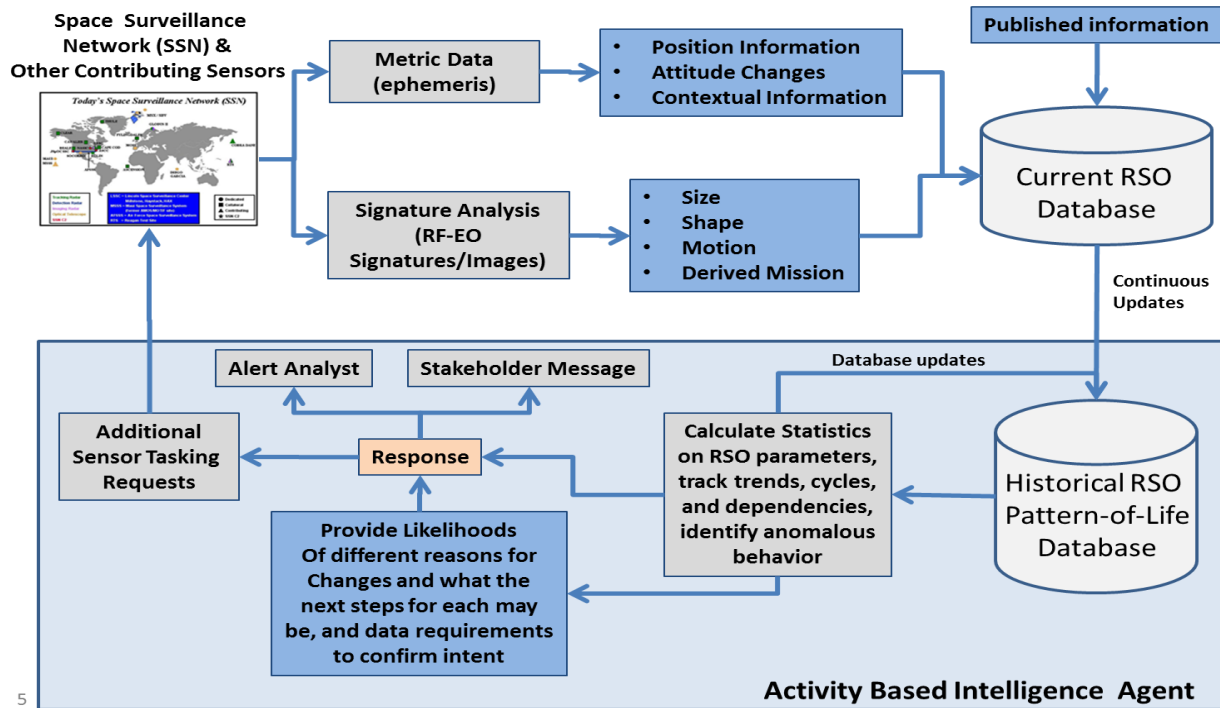 Space Surveillance
Network (SSN) &
Other Contributing Sensors
Today's Space Surveillance Network (SSN)
Metric Data
(ephemeris)
• Position Information
• Attitude Changes
• Contextual Information
Published information
Current RSO
Database
Signature Analysis
(RF-EO
Signatures/Images)
• Size
• Shape
• Motion
• Derived Mission
Continuous
Updates
Database updates
Alert Analyst
Stakeholder Message
Additional
Sensor Tasking
Requests
Response
Calculate Statistics
on RSO parameters,
track trends, cycles,
and dependencies,
identify anomalous
behavior
Historical RSO
Pattern-of-Life
Database
Provide Likelihoods
Of different reasons for
Changes and what the
next steps for each may
be, and data requirements
to confirm intent
Activity Based Intelligence Agent
5